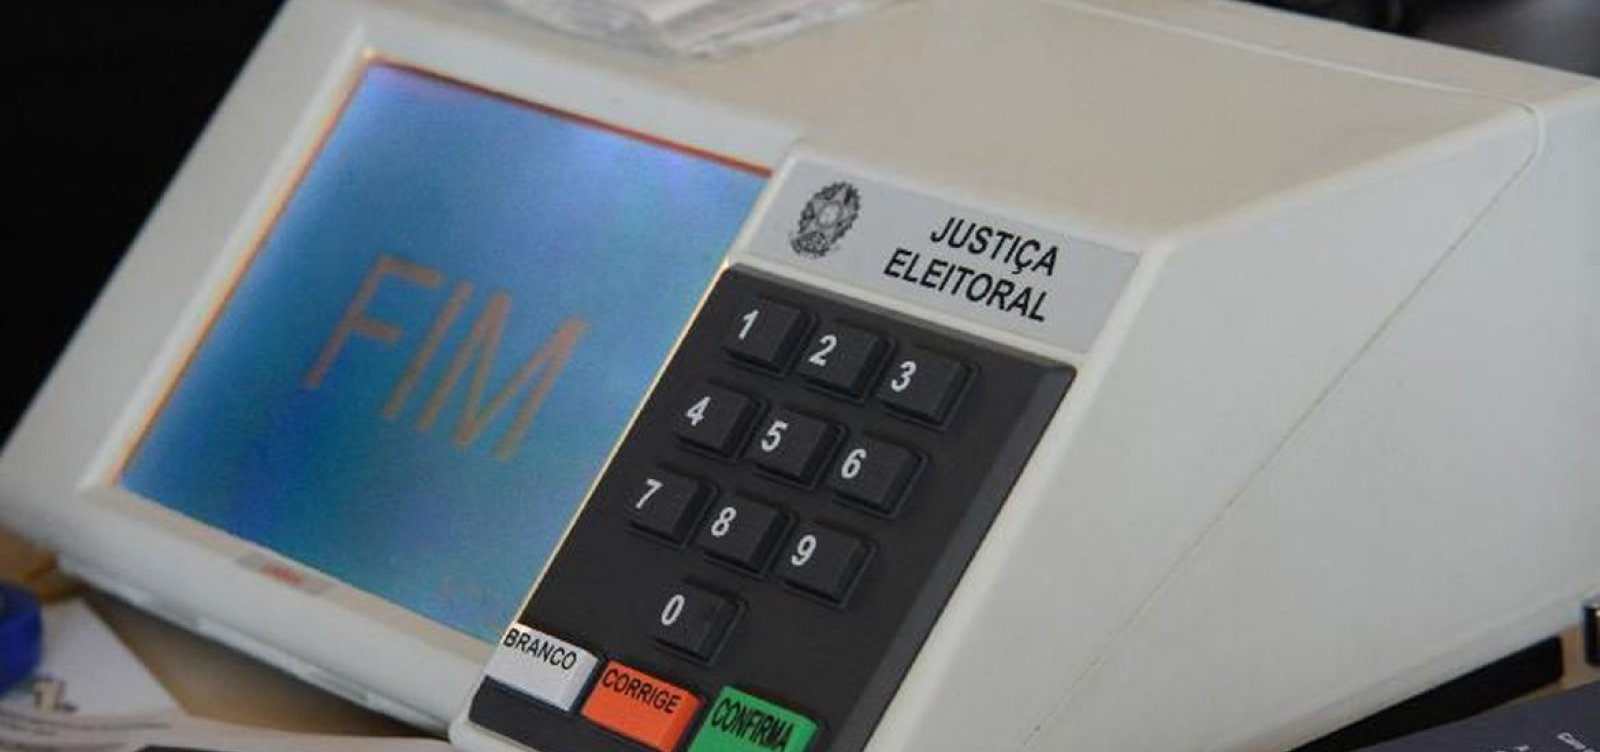 FIM
JUSTIÇA
ELEITORAL
1 2 3
4 5 6
7 8 9
0
BRANCO CORRIGE CONFIRMA